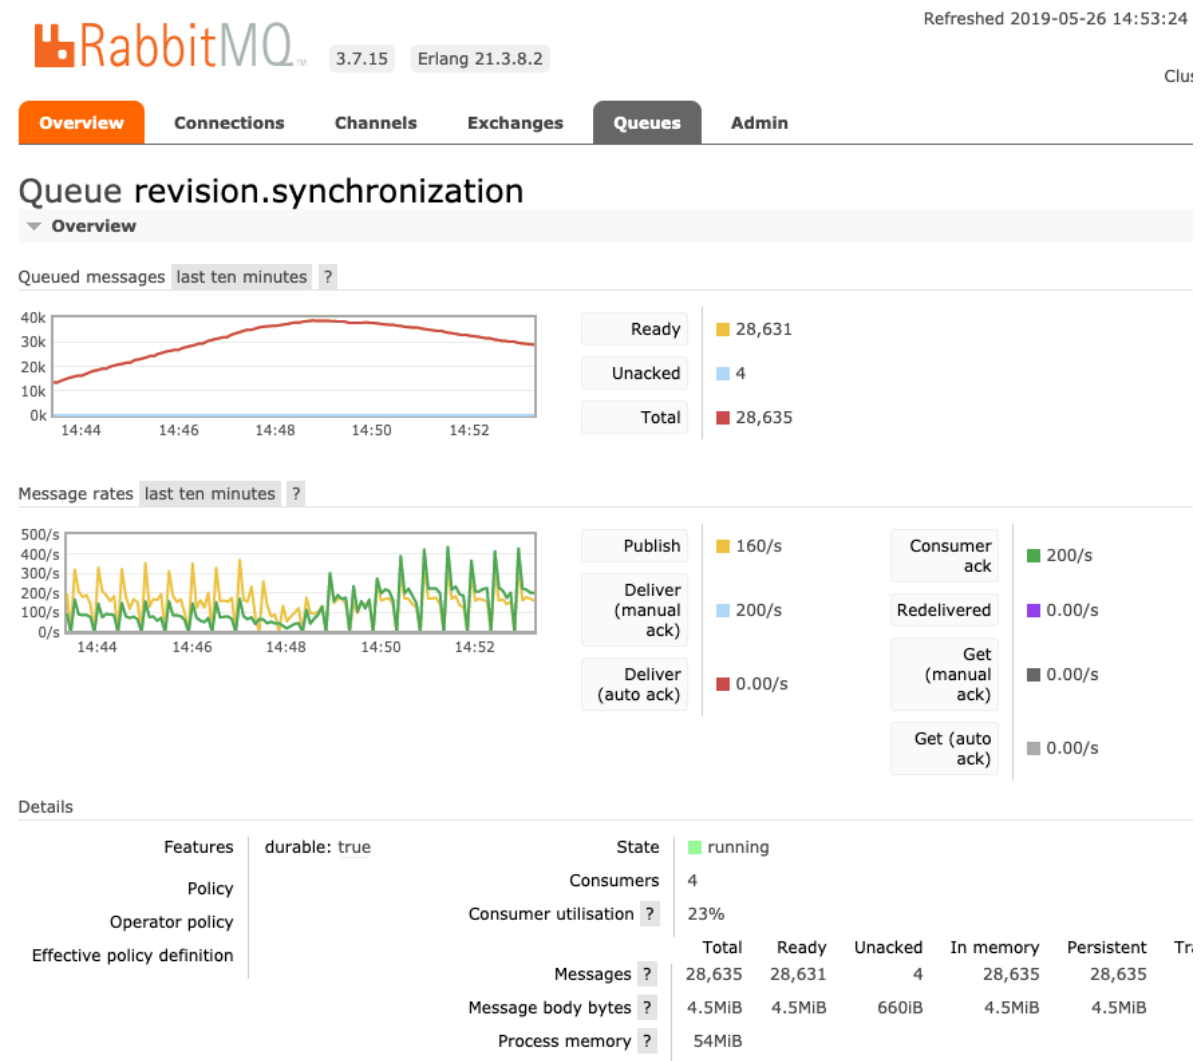 Refreshed 2019-05-26 14:53:24
RabbitMQ TM 3.7.15 Erlang 21.3.8.2
Clus
Overview Connections Channels Exchanges Queues Admin
Queue revision.synchronization
Overview
Queued messages last ten minutes ?
40k
30k
20k
10k
0k
14:44 14:46 14:48 14:50 14:52
Ready 28,631
Unacked 4
Total 28,635
Message rates last ten minutes ?
500/s
400/s
300/s
200/s
100/s
0/s
14:44 14:46 14:48 14:50 14:52
Publish 160/s
Deliver
(manual
ack)
200/s
Deliver
(auto ack)
0.00/s
Consumer
ack
200/s
Redelivered 0.00/s
Get
(manual
ack)
0.00/s
Get (auto
ack)
0.00/s
Details
Features durable: true
Policy
Operator policy
Effective policy definition
State running
Consumers 4
Consumer utilisation ? 23%
Total Ready Unacked In memory Persistent Tra
Messages ? 28,635 28,631 4 28,635 28,635
Message body bytes ? 4.5MiB 4.5MiB 660iB 4.5MiB 4.5MiB
Process memory ? 54MiB